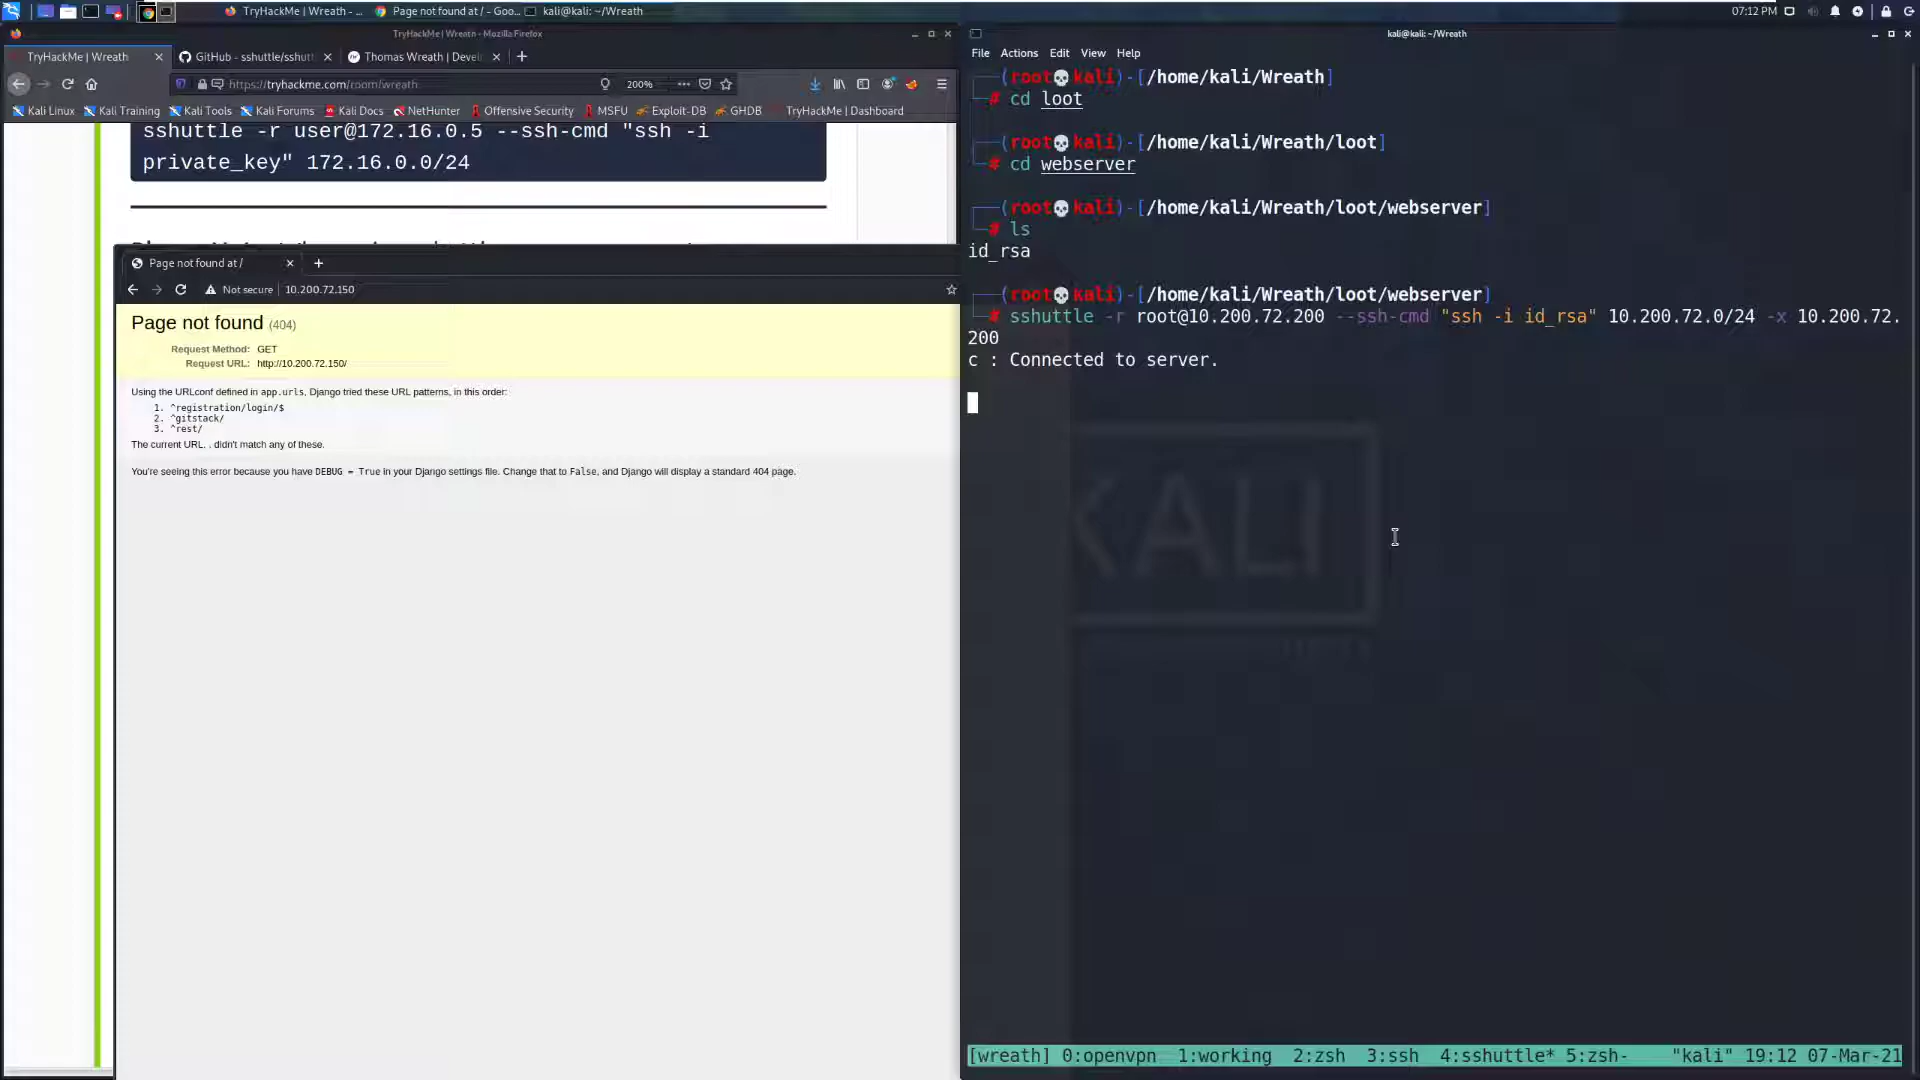 TryHackMe | Wreath - ...
Page not found at / - Goo...
kali@kali: ~/Wreath
07:12 PM
TryHackMe | Wreath - Mozilla Firefox
TryHackMe | Wreath
GitHub - sshuttle/sshutt
Thomas Wreath | Devel
https://tryhackme.com/room/wreath
200%
Kali Linux
Kali Training
Kali Tools
Kali Forums
Kali Docs
NetHunter
Offensive Security
MSFU
Exploit-DB
GHDB
TryHackMe | Dashboard
sshuttle -r user@172.16.0.5 --ssh-cmd "ssh -i
private_key" 172.16.0.0/24
Page not found at /
Not secure
10.200.72.150
Page not found (404)
Request Method: GET
Request URL: http://10.200.72.150/
Using the URLconf defined in app.urls, Django tried these URL patterns, in this order:
1. ^registration/login/$
2. ^gitstack/
3. ^rest/
The current URL, , didn't match any of these.
You're seeing this error because you have DEBUG = True in your Django settings file. Change that to False, and Django will display a standard 404 page.
kali@kali: ~/Wreath
File Actions Edit View Help
(root💀kali)-[/home/kali/Wreath]
# cd loot
(root💀kali)-[/home/kali/Wreath/loot]
# cd webserver
(root💀kali)-[/home/kali/Wreath/loot/webserver]
# ls
id_rsa
(root💀kali)-[/home/kali/Wreath/loot/webserver]
# sshuttle -r root@10.200.72.200 --ssh-cmd "ssh -i id_rsa" 10.200.72.0/24 -x 10.200.72.
200
c : Connected to server.
KALI
[wreath] 0:openvpn 1:working 2:zsh 3:ssh 4:sshuttle* 5:zsh- "kali" 19:12 07-Mar-21